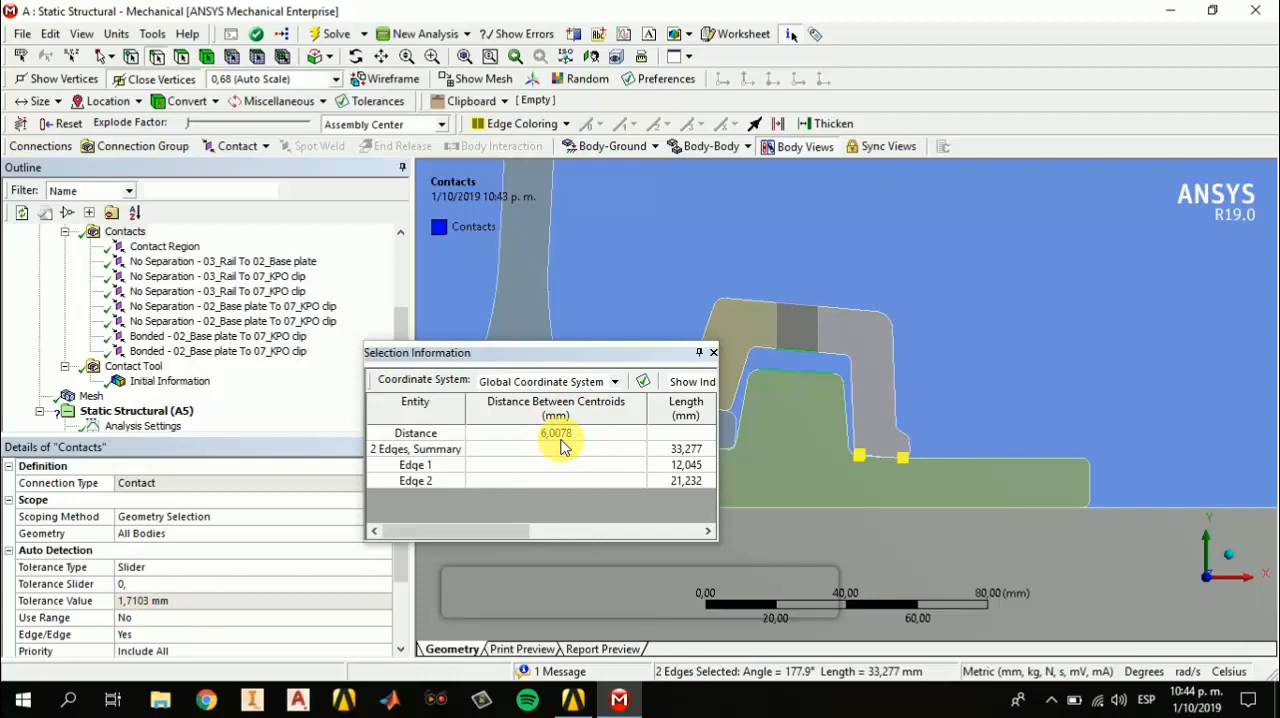 A : Static Structural - Mechanical [ANSYS Mechanical Enterprise]
File Edit View Units Tools Help Solve New Analysis ?/ Show Errors Worksheet
Show Vertices Close Vertices 0,68 (Auto Scale) Wireframe Show Mesh Random Preferences
Size Location Convert Miscellaneous Tolerances Clipboard [ Empty ]
Reset Explode Factor: Assembly Center Edge Coloring Thicken
Connections Connection Group Contact Spot Weld End Release Body Interaction Body-Ground Body-Body Body Views Sync Views
Outline
Filter: Name
Contacts
Contact Region
No Separation - 03_Rail To 02_Base plate
No Separation - 03_Rail To 07_KPO clip
No Separation - 03_Rail To 07_KPO clip
No Separation - 02_Base plate To 07_KPO clip
No Separation - 02_Base plate To 07_KPO clip
Bonded - 02_Base plate To 07_KPO clip
Bonded - 02_Base plate To 07_KPO clip
Contact Tool
Initial Information
Mesh
Static Structural (A5)
Analysis Settings
Details of "Contacts"
Definition
Connection Type Contact
Scope
Scoping Method Geometry Selection
Geometry All Bodies
Auto Detection
Tolerance Type Slider
Tolerance Slider 0,
Tolerance Value 1,7103 mm
Use Range No
Edge/Edge Yes
Priority Include All
Contacts
1/10/2019 10:43 p. m.
Contacts
ANSYS
R19.0
Selection Information
Coordinate System: Global Coordinate System Show Ind
Entity Distance Between Centroids (mm) Length (mm)
Distance 6,0078
2 Edges, Summary 33,277
Edge 1 12,045
Edge 2 21,232
0,00 40,00 80,00 (mm)
20,00 60,00
Y
X
Geometry Print Preview Report Preview
1 Message 2 Edges Selected: Angle = 177.9° Length = 33,277 mm Metric (mm, kg, N, s, mV, mA) Degrees rad/s Celsius
ESP 10:44 p. m.
1/10/2019